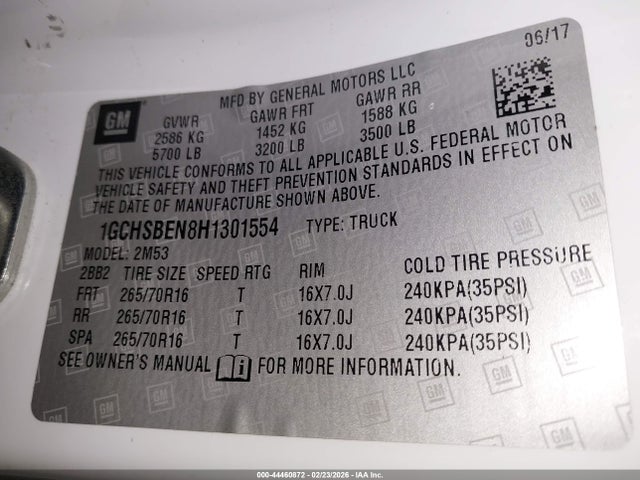 06/17
MFD BY GENERAL MOTORS LLC
GM
GVWR GAWR FRT GAWR RR
2586 KG 1452 KG 1588 KG
5700 LB 3200 LB 3500 LB
THIS VEHICLE CONFORMS TO ALL APPLICABLE U.S. FEDERAL MOTOR
VEHICLE SAFETY AND THEFT PREVENTION STANDARDS IN EFFECT ON
THE DATE OF MANUFACTURE SHOWN ABOVE.
1GCHSBEN8H1301554 TYPE: TRUCK
MODEL: 2M53
2BB2 TIRE SIZE SPEED RTG RIM COLD TIRE PRESSURE
FRT 265/70R16 T 16X7.0J 240KPA(35PSI)
RR 265/70R16 T 16X7.0J 240KPA(35PSI)
SPA 265/70R16 T 16X7.0J 240KPA(35PSI)
SEE OWNER'S MANUAL FOR MORE INFORMATION.
000-44460872 - 02/23/2026 - IAA Inc.